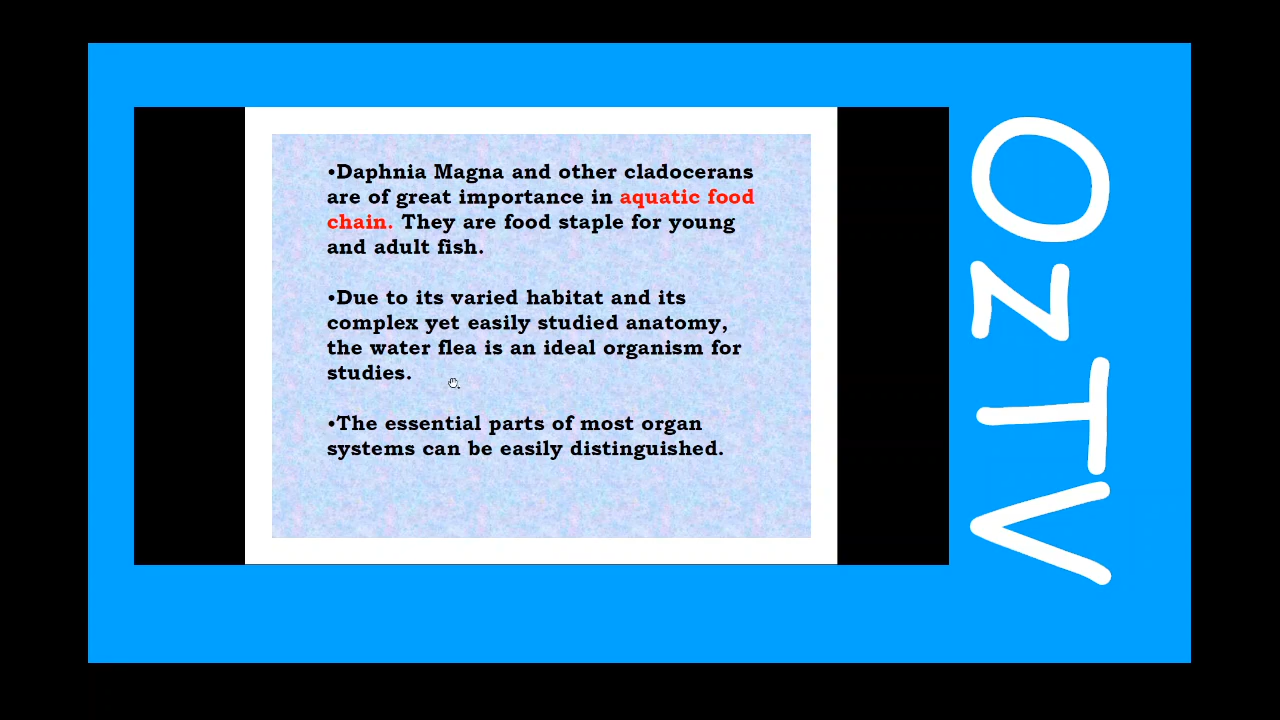 •Daphnia Magna and other cladocerans
are of great importance in aquatic food
chain. They are food staple for young
and adult fish.
•Due to its varied habitat and its
complex yet easily studied anatomy,
the water flea is an ideal organism for
studies.
•The essential parts of most organ
systems can be easily distinguished.
OzTV